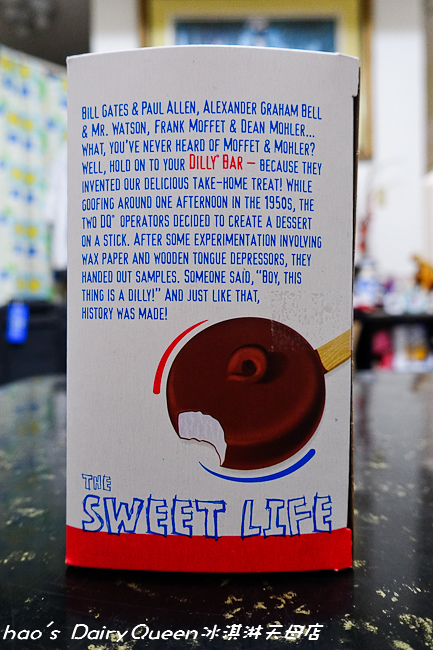 BILL GATES & PAUL ALLEN, ALEXANDER GRAHAM BELL
& MR. WATSON, FRANK MOFFET & DEAN MOHLER...
WHAT, YOU'VE NEVER HEARD OF MOFFET & MOHLER?
WELL, HOLD ON TO YOUR DILLY® BAR – BECAUSE THEY
INVENTED OUR DELICIOUS TAKE-HOME TREAT! WHILE
GOOFING AROUND ONE AFTERNOON IN THE 1950S, THE
TWO DQ® OPERATORS DECIDED TO CREATE A DESSERT
ON A STICK. AFTER SOME EXPERIMENTATION INVOLVING
WAX PAPER AND WOODEN TONGUE DEPRESSORS, THEY
HANDED OUT SAMPLES. SOMEONE SAID, "BOY, THIS
THING IS A DILLY!" AND JUST LIKE THAT,
HISTORY WAS MADE!
THE
SWEET LIFE
hao's DairyQueen冰淇淋天母店